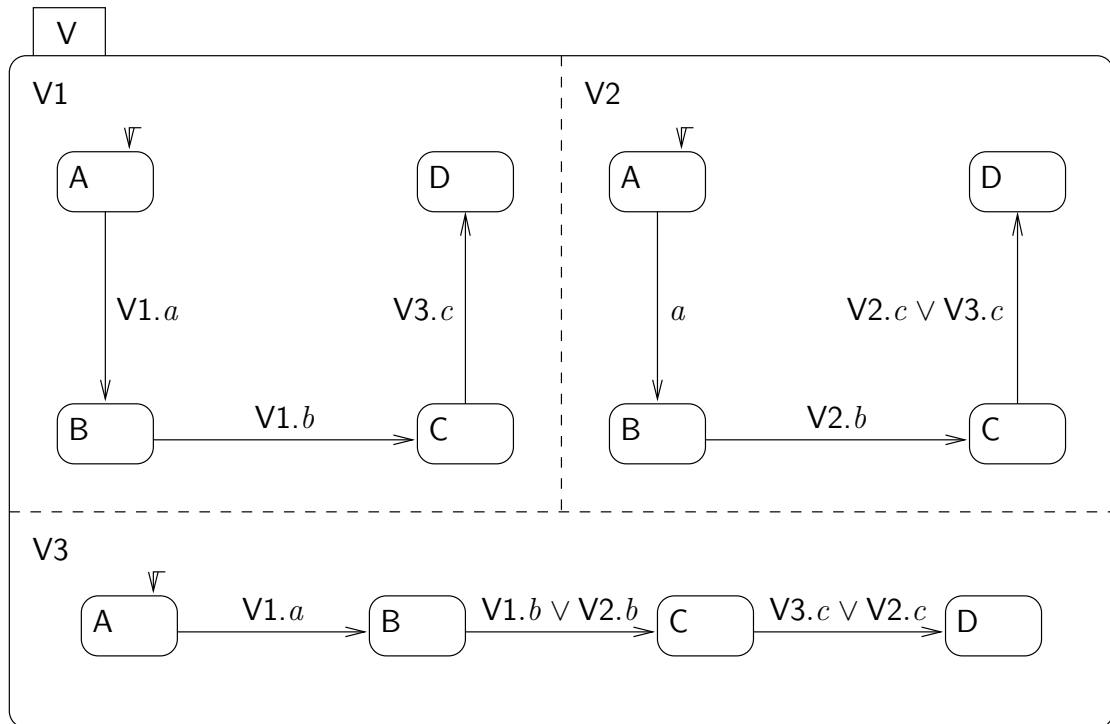 V
V1
V2
A
D
A
D
V1.a
V3.c
a
V2.c ∨ V3.c
B
V1.b
C
B
V2.b
C
V3
A
V1.a
B
V1.b ∨ V2.b
C
V3.c ∨ V2.c
D